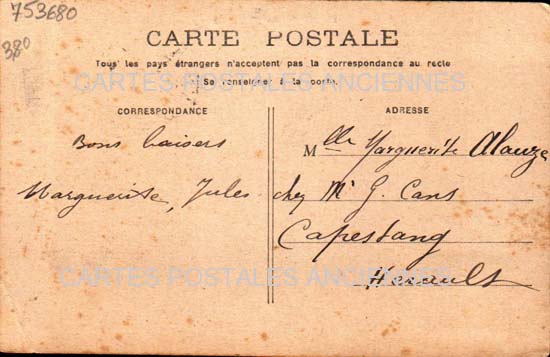 753680
380
CARTE POSTALE
Tous les pays étrangers n'acceptent pas la correspondance au recto
(Se renseigner à la poste)
CARTES POSTALES ANCIENNES
CORRESPONDANCE
Bons baisers
Marguerite, Jules
ADRESSE
Mlle Marguerite Alauze
chez Mr G. Cans
Capestang
Hérault
CARTES POSTALES ANCIENNES